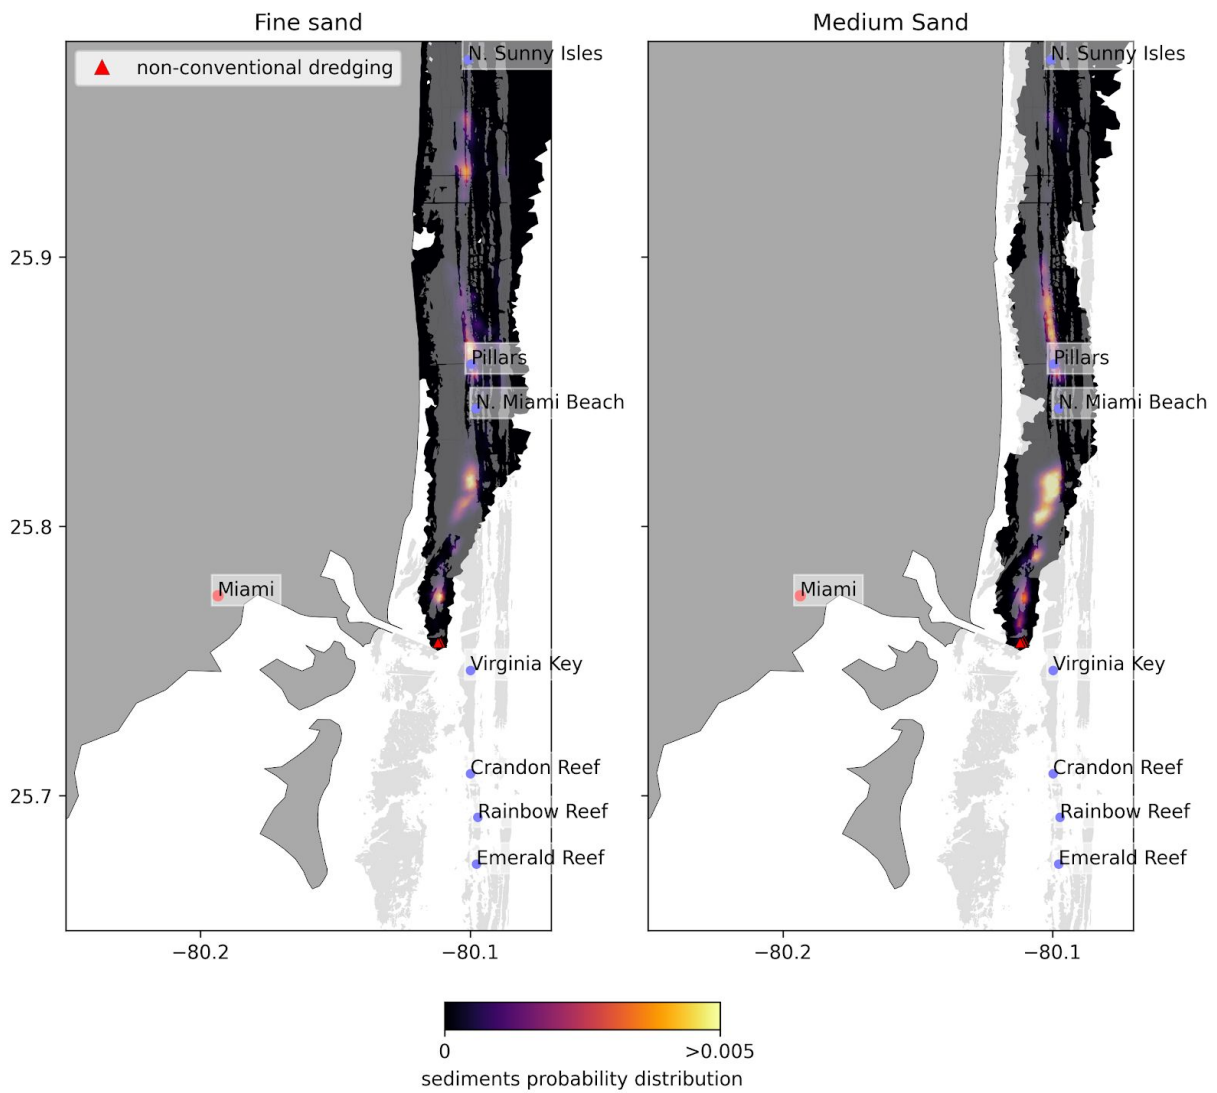 Fine sand
Medium Sand
non-conventional dredging
N. Sunny Isles
N. Sunny Isles
25.9
Pillars
Pillars
N. Miami Beach
N. Miami Beach
25.8
Miami
Miami
Virginia Key
Virginia Key
Crandon Reef
Crandon Reef
25.7
Rainbow Reef
Rainbow Reef
Emerald Reef
Emerald Reef
−80.2
−80.1
−80.2
−80.1
0
>0.005
sediments probability distribution